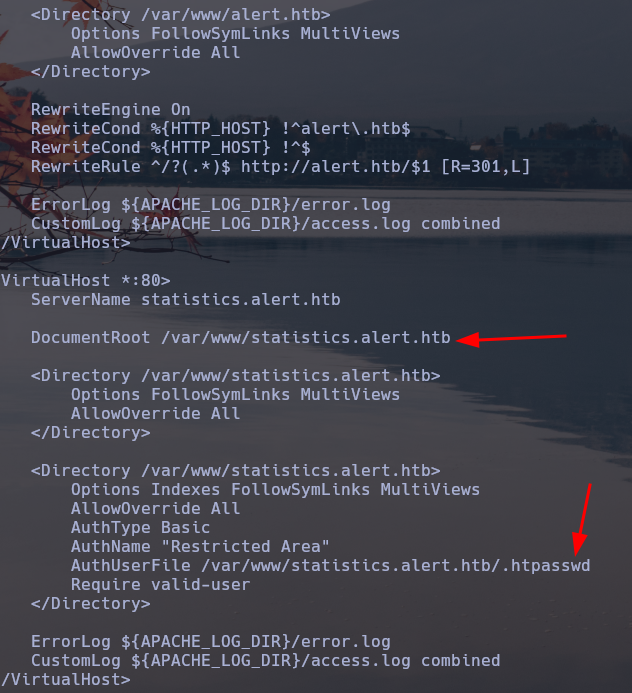 <Directory /var/www/alert.htb>
Options FollowSymLinks MultiViews
AllowOverride All
</Directory>
RewriteEngine On
RewriteCond %{HTTP_HOST} !^alert\.htb$
RewriteCond %{HTTP_HOST} !^$
RewriteRule ^/?(.*)$ http://alert.htb/$1 [R=301,L]
ErrorLog ${APACHE_LOG_DIR}/error.log
CustomLog ${APACHE_LOG_DIR}/access.log combined
/VirtualHost>
VirtualHost *:80>
ServerName statistics.alert.htb
DocumentRoot /var/www/statistics.alert.htb
<Directory /var/www/statistics.alert.htb>
Options FollowSymLinks MultiViews
AllowOverride All
</Directory>
<Directory /var/www/statistics.alert.htb>
Options Indexes FollowSymLinks MultiViews
AllowOverride All
AuthType Basic
AuthName "Restricted Area"
AuthUserFile /var/www/statistics.alert.htb/.htpasswd
Require valid-user
</Directory>
ErrorLog ${APACHE_LOG_DIR}/error.log
CustomLog ${APACHE_LOG_DIR}/access.log combined
/VirtualHost>